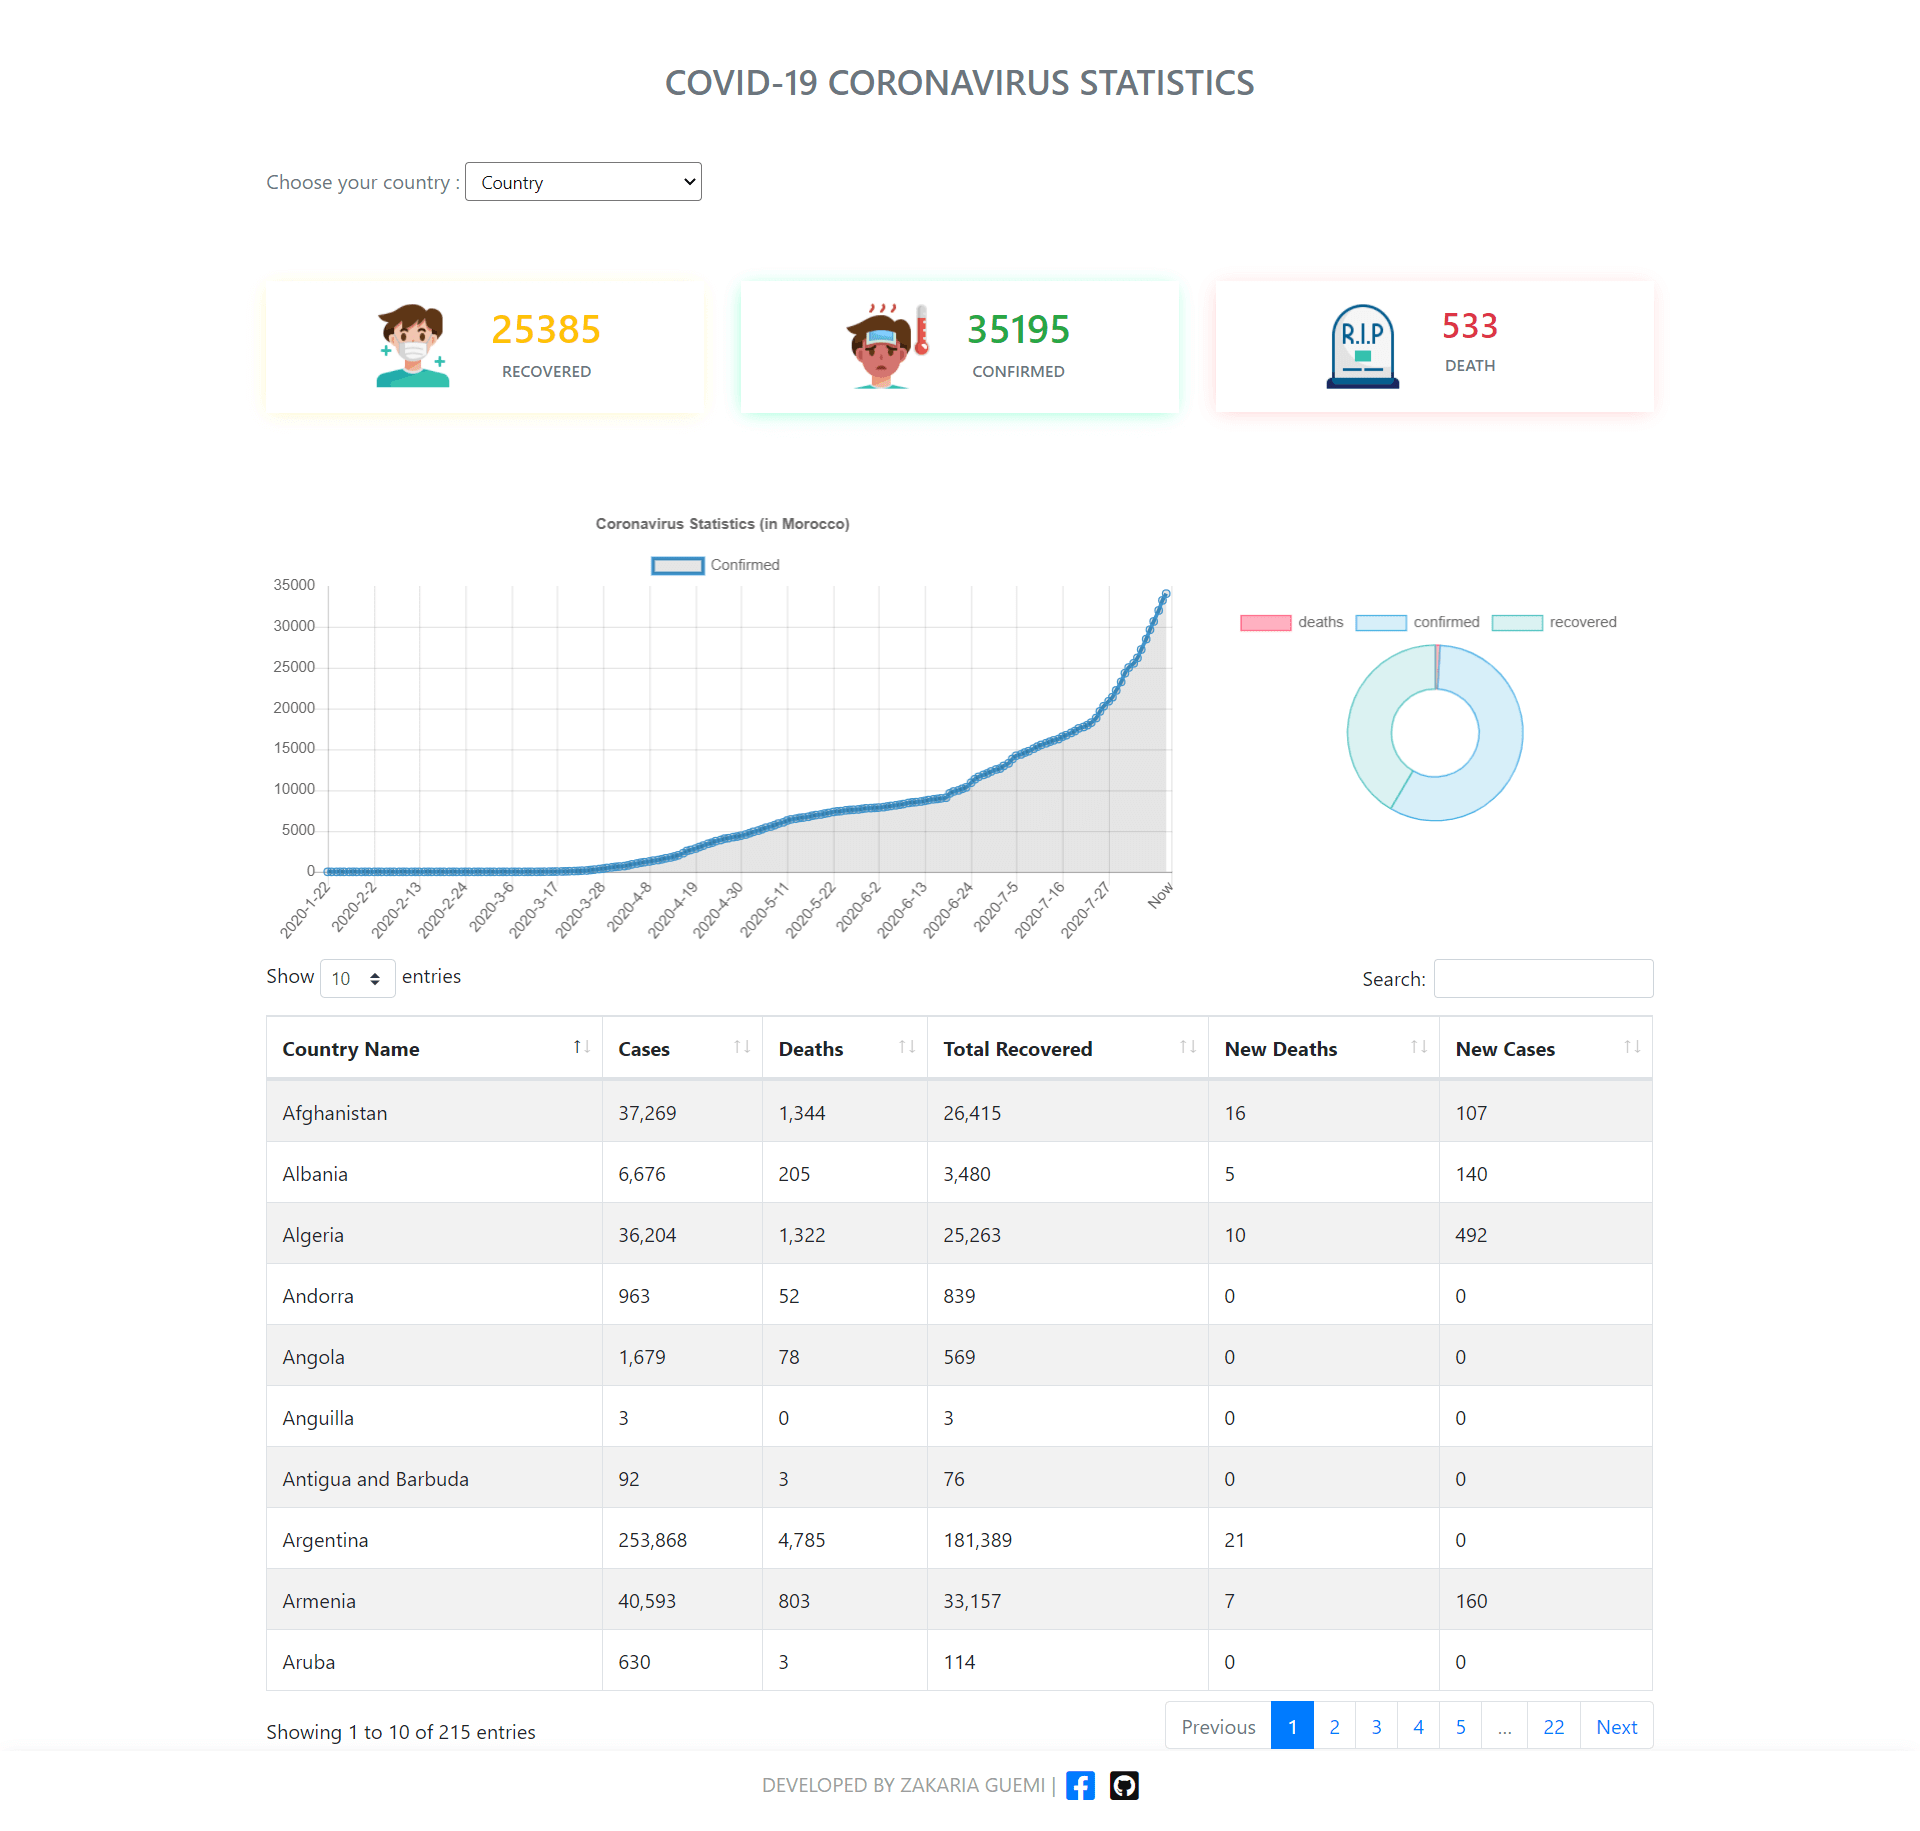 COVID-19 CORONAVIRUS STATISTICS
Choose your country : Country
25385
RECOVERED
35195
CONFIRMED
R.I.P
533
DEATH
Coronavirus Statistics (in Morocco)
Confirmed
35000
30000
25000
20000
15000
10000
5000
0
2020-1-22 2020-2-2 2020-2-13 2020-2-24 2020-3-6 2020-3-17 2020-3-28 2020-4-8 2020-4-19 2020-4-30 2020-5-11 2020-5-22 2020-6-2 2020-6-13 2020-6-24 2020-7-5 2020-7-16 2020-7-27 Now
deaths confirmed recovered
Show 10 entries Search:
Country Name Cases Deaths Total Recovered New Deaths New Cases
Afghanistan 37,269 1,344 26,415 16 107
Albania 6,676 205 3,480 5 140
Algeria 36,204 1,322 25,263 10 492
Andorra 963 52 839 0 0
Angola 1,679 78 569 0 0
Anguilla 3 0 3 0 0
Antigua and Barbuda 92 3 76 0 0
Argentina 253,868 4,785 181,389 21 0
Armenia 40,593 803 33,157 7 160
Aruba 630 3 114 0 0
Showing 1 to 10 of 215 entries Previous 1 2 3 4 5 … 22 Next
DEVELOPED BY ZAKARIA GUEMI |